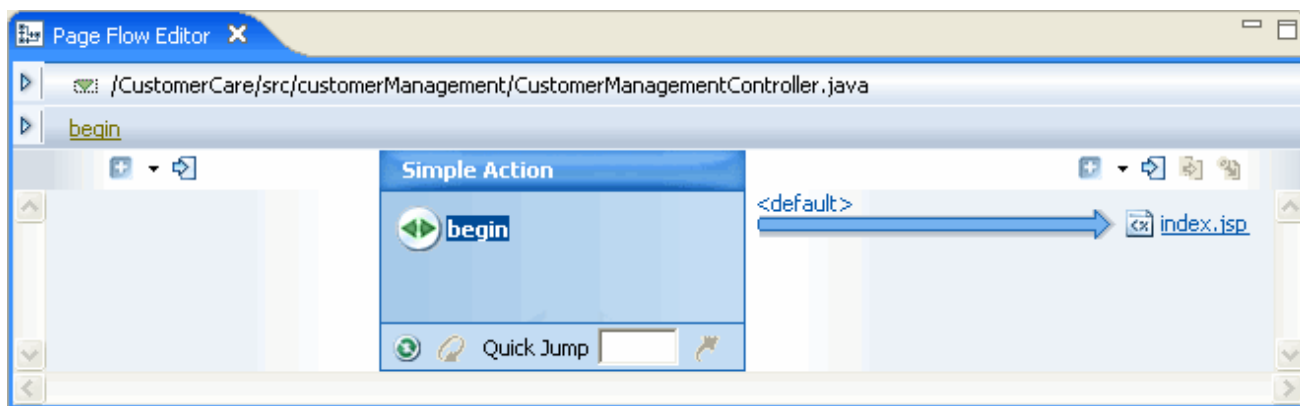 Page Flow Editor
/CustomerCare/src/customerManagement/CustomerManagementController.java
begin
Simple Action
<default>
begin
index.jsp
Quick Jump